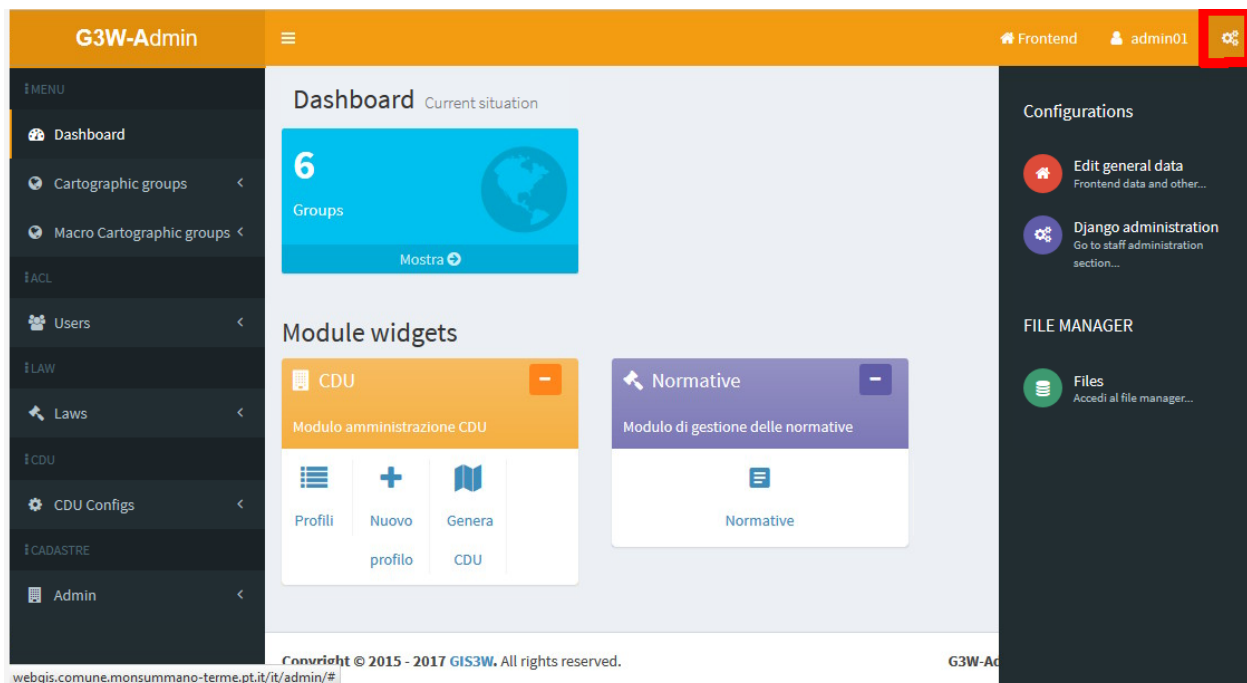 G3W-Admin
Frontend
admin01
MENU
Dashboard
Cartographic groups
Macro Cartographic groups
ACL
Users
LAW
Laws
CDU
CDU Configs
CADASTRE
Admin
Dashboard Current situation
6
Groups
Mostra
Module widgets
CDU
Modulo amministrazione CDU
Profili
Nuovo
profilo
Genera
CDU
Normative
Modulo di gestione delle normative
Normative
Configurations
Edit general data
Frontend data and other...
Django administration
Go to staff administration
section...
FILE MANAGER
Files
Accedi al file manager...
Copyright © 2015 - 2017 GIS3W. All rights reserved.
G3W-Ad
webgis.comune.monsummano-terme.pt.it/it/admin/#